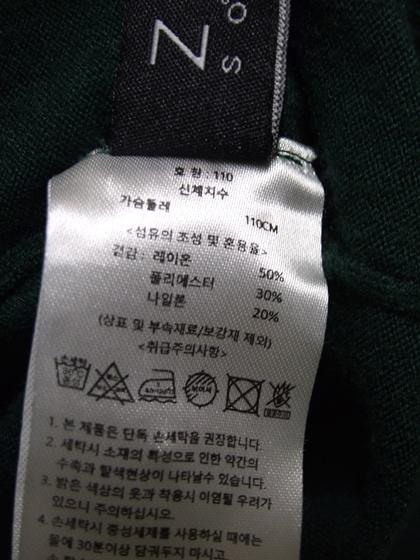 Z
호 칭 : 110
신체치수
가슴둘레 110CM
<섬유의 조성 및 혼용율>
겉감 : 레이온 50%
폴리에스터 30%
나일론 20%
(상표 및 부속재료/보강재 제외)
<취급주의사항>
손세탁
1. 본 제품은 단독 손세탁을 권장합니다.
2. 세탁시 소재의 특성으로 인한 약간의
수축과 탈색현상이 나타날수 있습니다.
3. 밝은 색상의 옷과 착용시 이염될 우려가
있으니 주의하십시오.
4. 손세탁시 중성세제를 사용하실 때에는
물에 30분이상 담궈두지 마시고